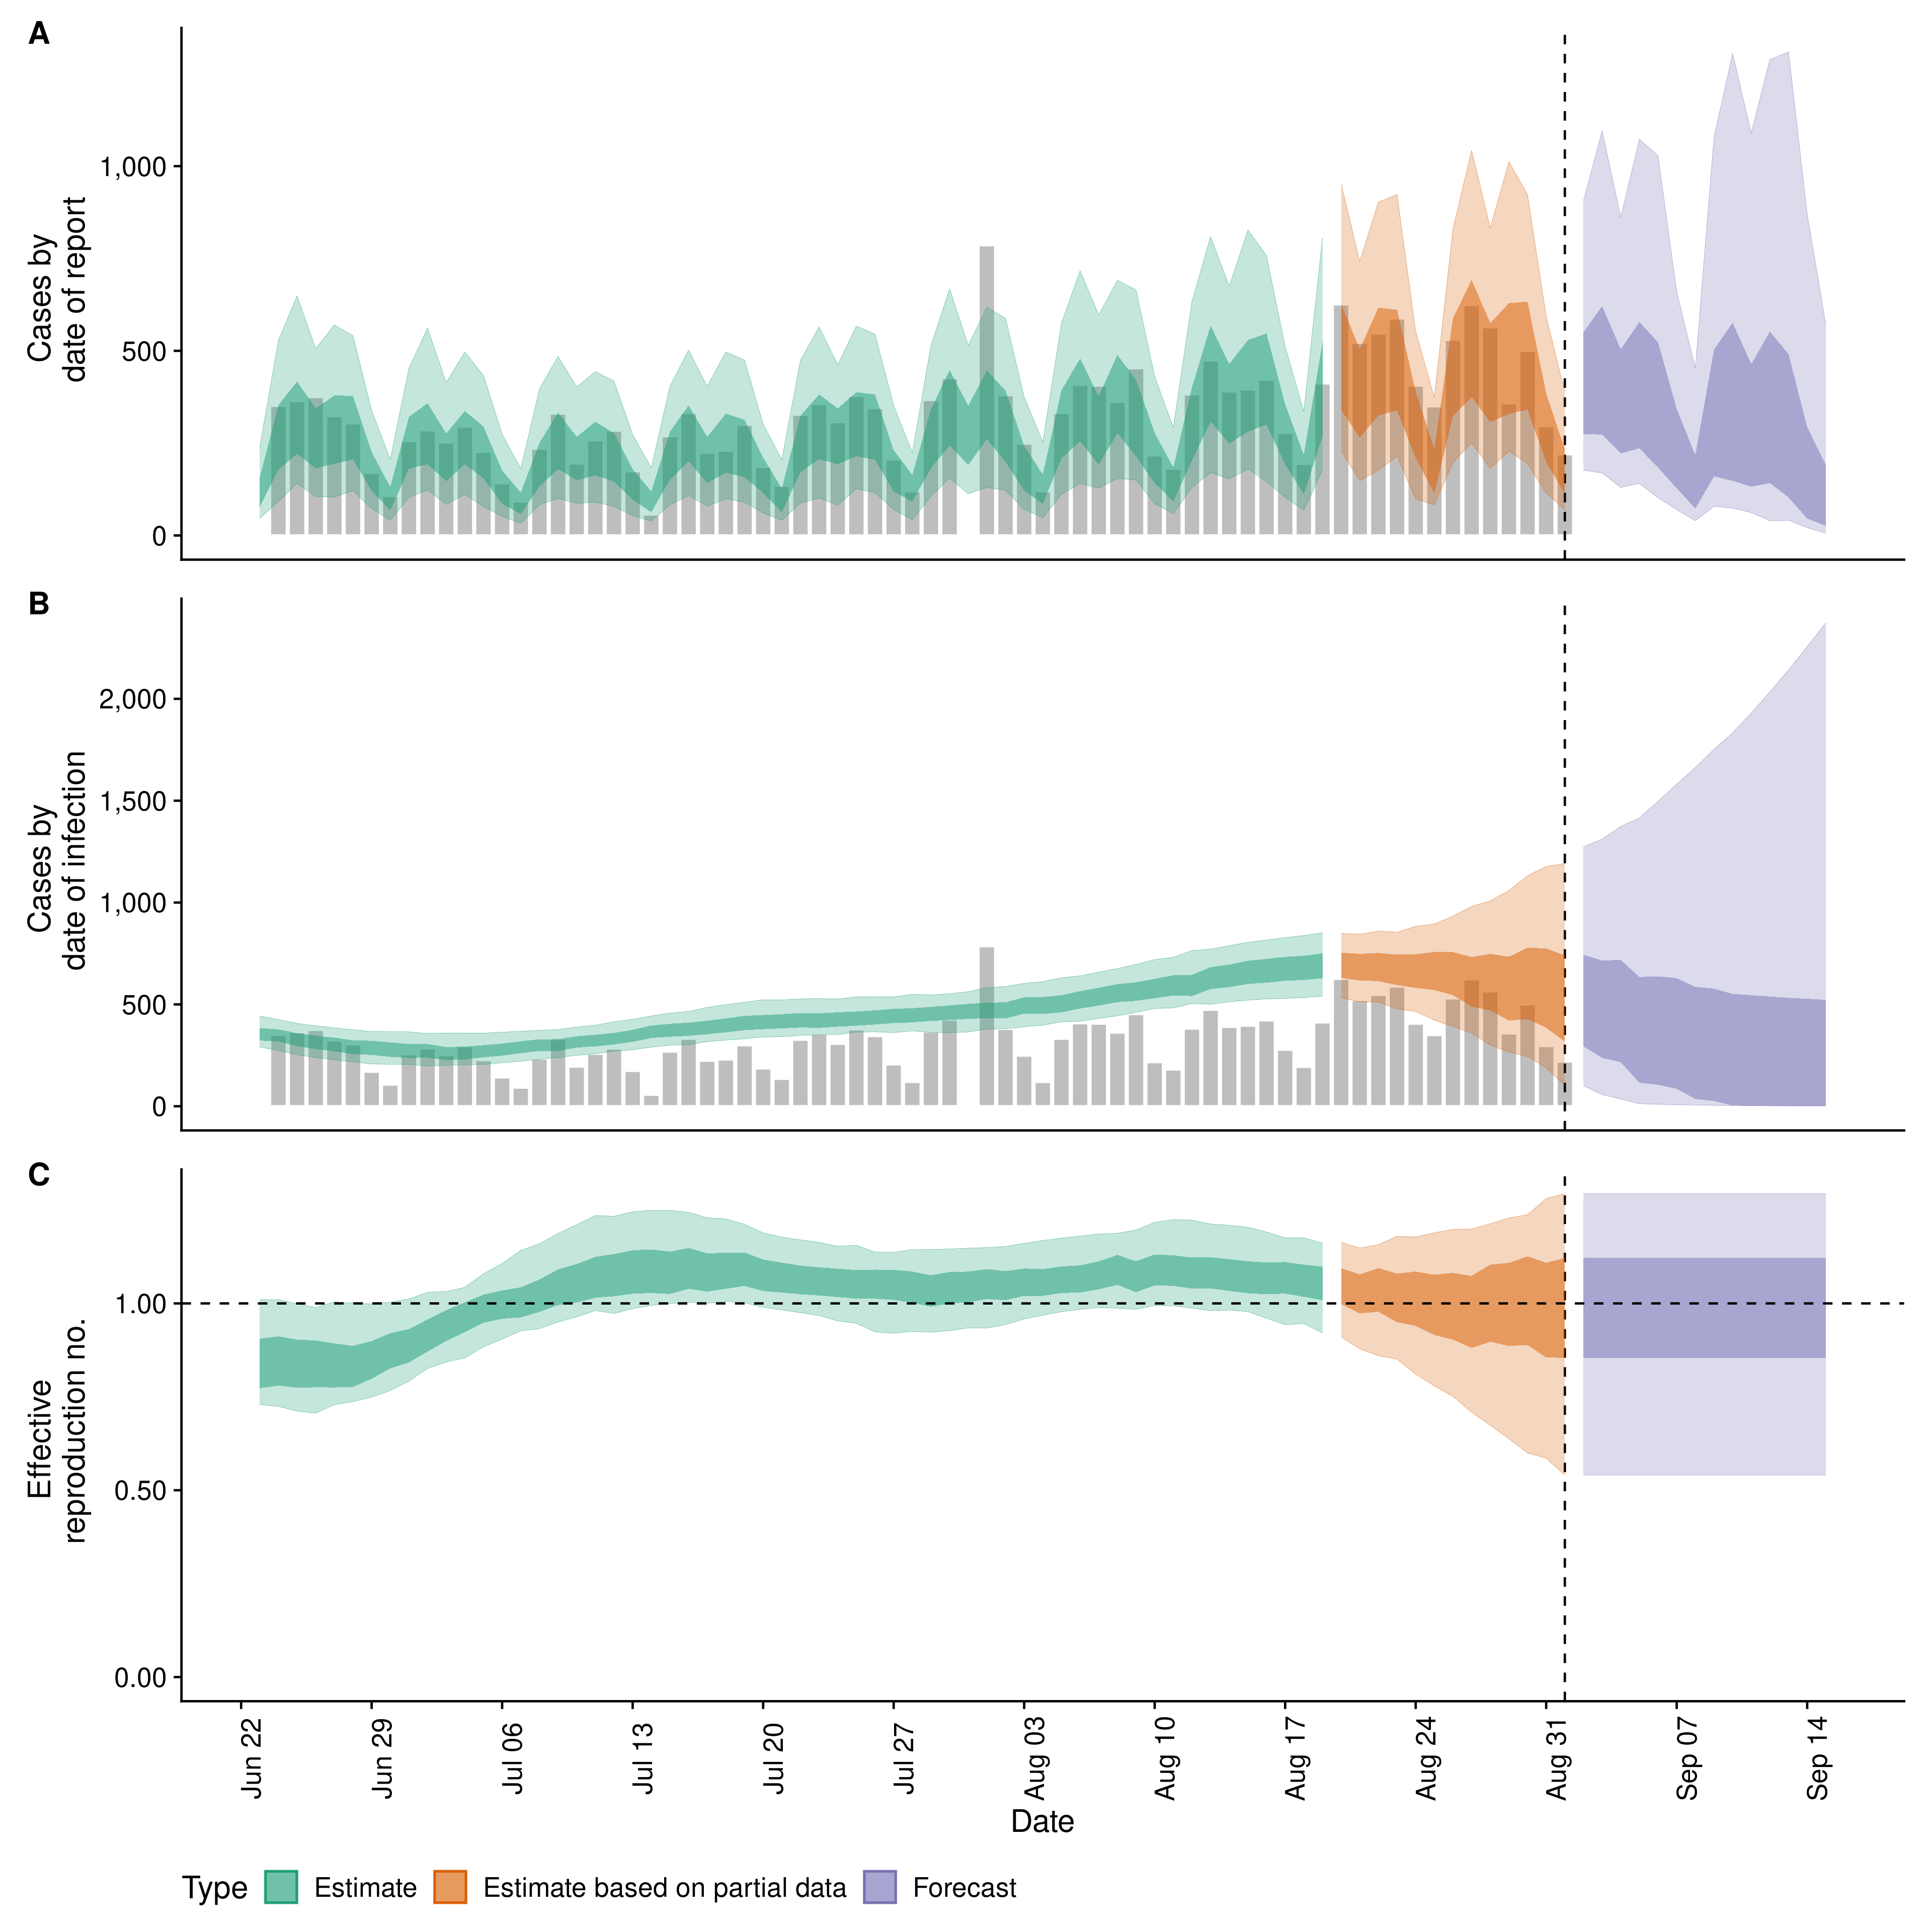 A
Cases by
date of report
1,000
500
0
B
Cases by
date of infection
2,000
1,500
1,000
500
0
C
Effective
reproduction no.
1.00
0.50
0.00
Jun 22
Jun 29
Jul 06
Jul 13
Jul 20
Jul 27
Aug 03
Aug 10
Aug 17
Aug 24
Aug 31
Sep 07
Sep 14
Date
Type Estimate Estimate based on partial data Forecast